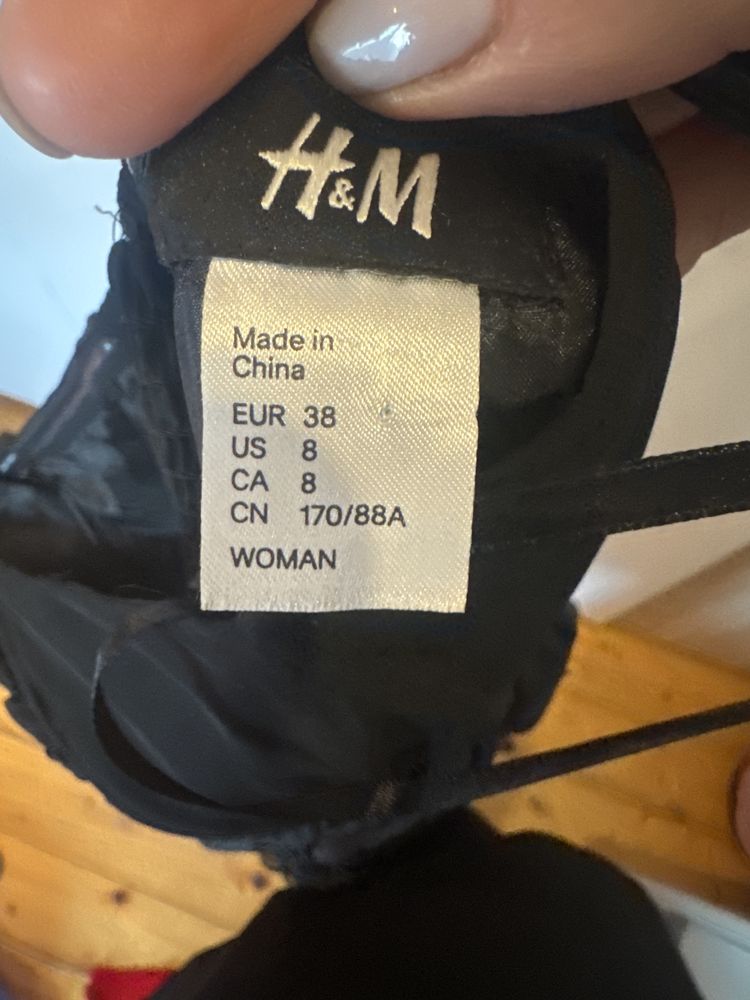 H&M
Made in
China
EUR 38
US 8
CA 8
CN 170/88A
WOMAN